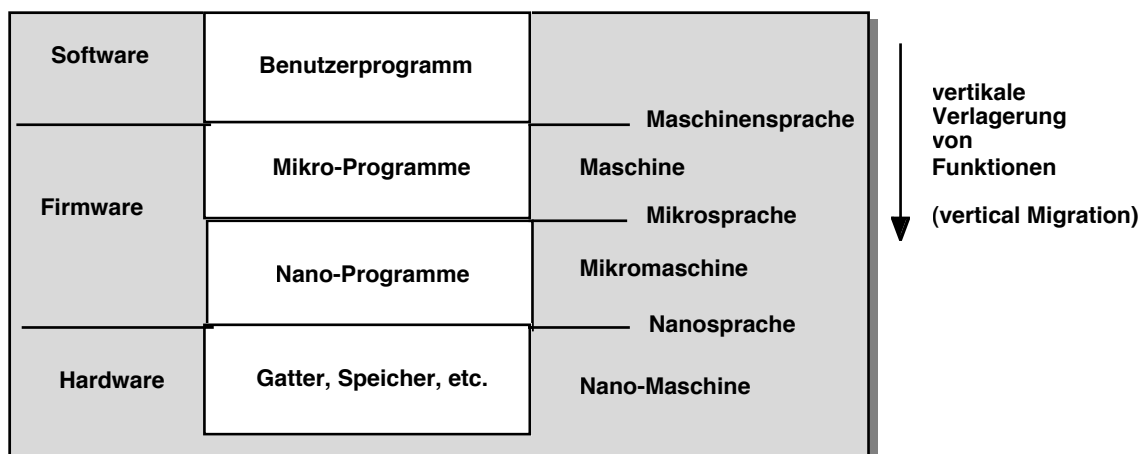 Software
Benutzerprogramm
Maschinensprache
Mikro-Programme
Maschine
Firmware
Mikrosprache
Nano-Programme
Mikromaschine
Nanosprache
Hardware
Gatter, Speicher, etc.
Nano-Maschine
vertikale
Verlagerung
von
Funktionen
(vertical Migration)